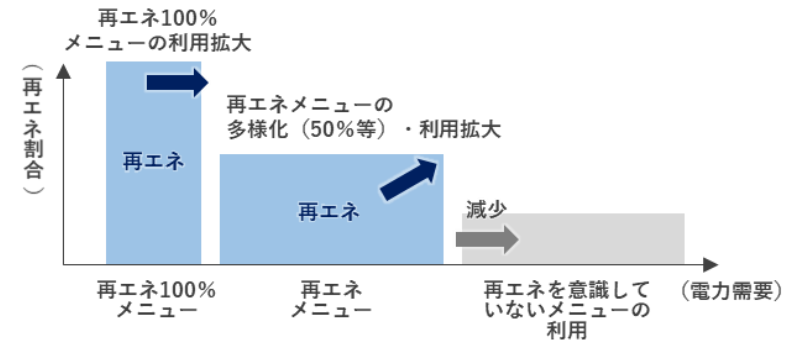 再エネ100%
メニューの利用拡大
（再エネ割合）
再エネ
再エネメニューの
多様化（50%等）・利用拡大
再エネ
減少
再エネ100%
メニュー
再エネ
メニュー
再エネを意識して
いないメニューの
利用
（電力需要）